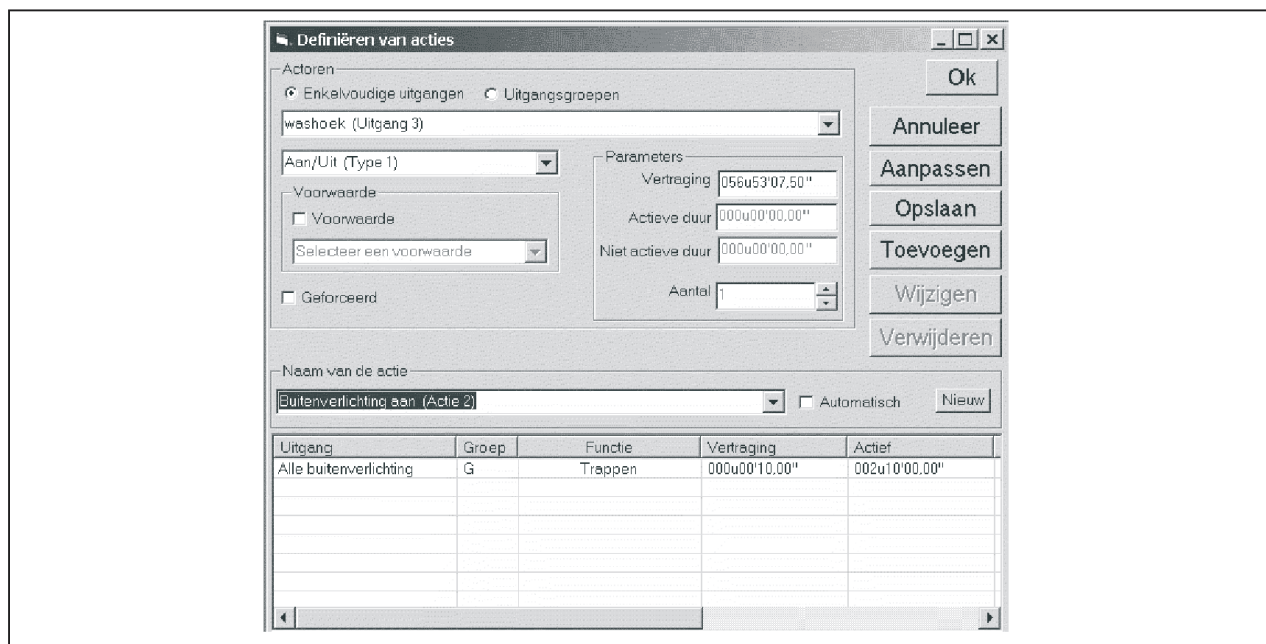 Definiëren van acties
Actoren
Enkelvoudige uitgangen Uitgangsgroepen
washoek (Uitgang 3)
Aan/Uit (Type 1)
Voorwaarde
Voorwaarde
Selecteer een voorwaarde
Geforceerd
Parameters
Vertraging 056u53'07,50"
Actieve duur 000u00'00,00"
Niet actieve duur 000u00'00,00"
Aantal 1
Ok
Annuleer
Aanpassen
Opslaan
Toevoegen
Wijzigen
Verwijderen
Naam van de actie
Buitenverlichting aan (Actie 2) Automatisch Nieuw
Uitgang Groep Functie Vertraging Actief
Alle buitenverlichting G Trappen 000u00'10,00" 002u10'00,00"